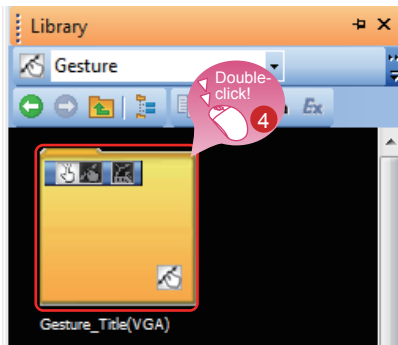 Library
Gesture
Double-
click!
4
Ex
Gesture_Title(VGA)